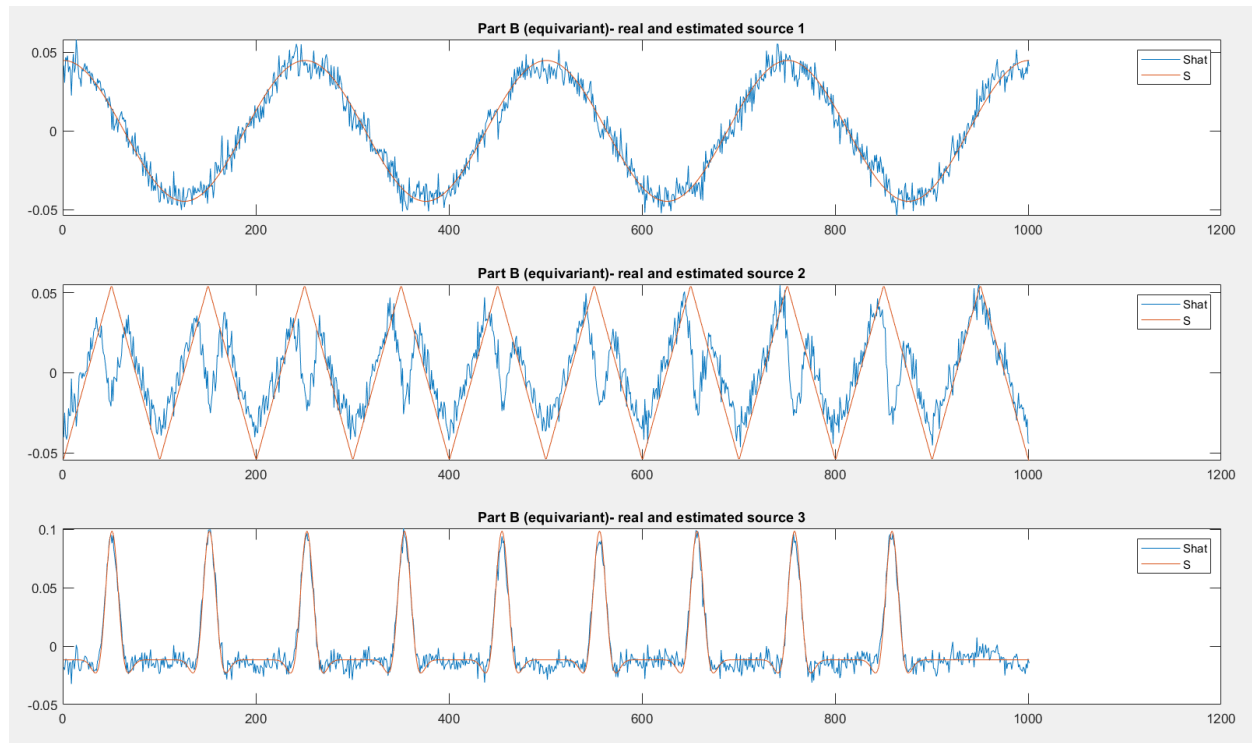 Part B (equivariant)- real and estimated source 1
0.05
0
-0.05
0 200 400 600 800 1000 1200
Shat
S
Part B (equivariant)- real and estimated source 2
0.05
0
-0.05
0 200 400 600 800 1000 1200
Shat
S
Part B (equivariant)- real and estimated source 3
0.1
0.05
0
-0.05
0 200 400 600 800 1000 1200
Shat
S